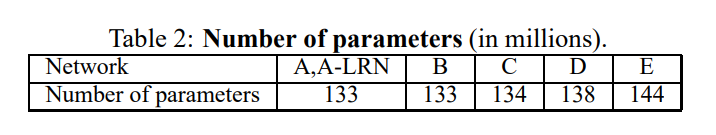 Table 2: Number of parameters (in millions).
Network A,A-LRN B C D E
Number of parameters 133 133 134 138 144